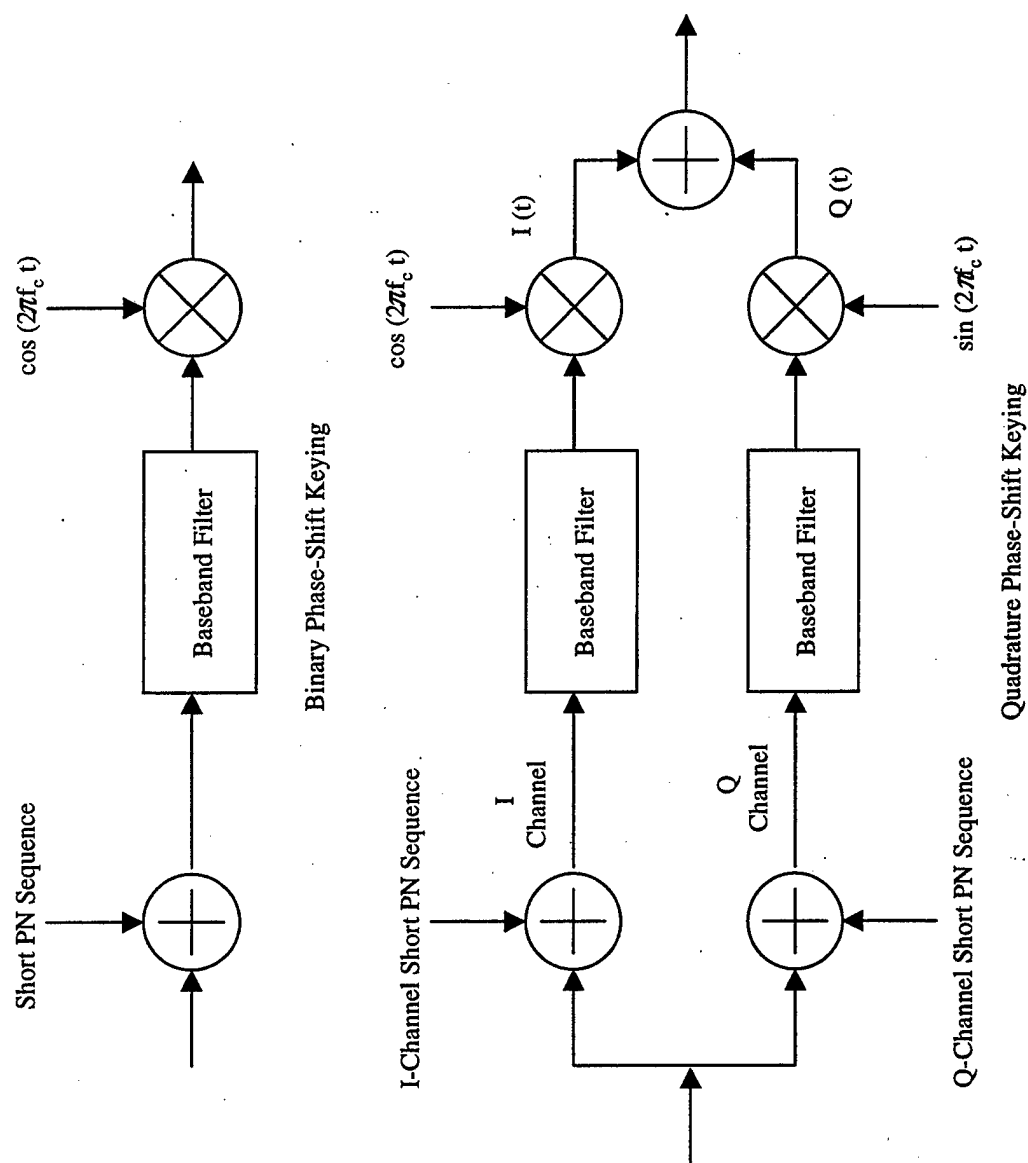 Short PN Sequence
Baseband Filter
cos (2πf_c t)
Binary Phase-Shift Keying
I-Channel Short PN Sequence
I
Channel
Baseband Filter
cos (2πf_c t)
I (t)
Q
Channel
Baseband Filter
Q (t)
Q-Channel Short PN Sequence
sin (2πf_c t)
Quadrature Phase-Shift Keying